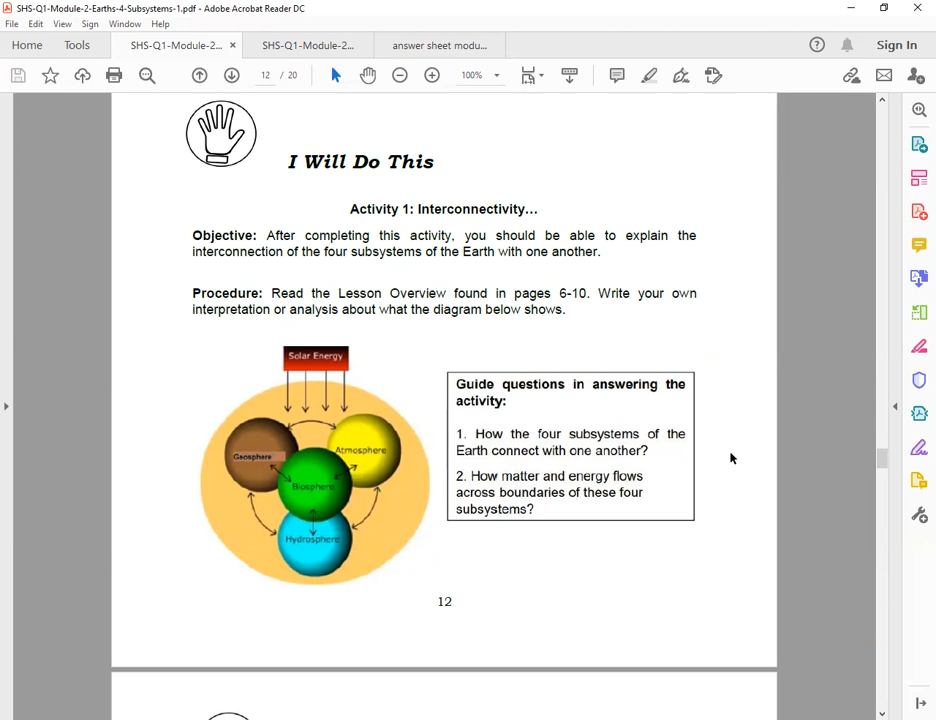 SHS-Q1-Module-2-Earths-4-Subsystems-1.pdf - Adobe Acrobat Reader DC
File Edit View Sign Window Help
Home Tools SHS-Q1-Module-2... × SHS-Q1-Module-2... answer sheet modu... Sign In
12 / 20 100%
I Will Do This
Activity 1: Interconnectivity...
Objective: After completing this activity, you should be able to explain the
interconnection of the four subsystems of the Earth with one another.
Procedure: Read the Lesson Overview found in pages 6-10. Write your own
interpretation or analysis about what the diagram below shows.
Solar Energy
Geosphere
Atmosphere
Biosphere
Hydrosphere
Guide questions in answering the
activity:
1. How the four subsystems of the
Earth connect with one another?
2. How matter and energy flows
across boundaries of these four
subsystems?
12